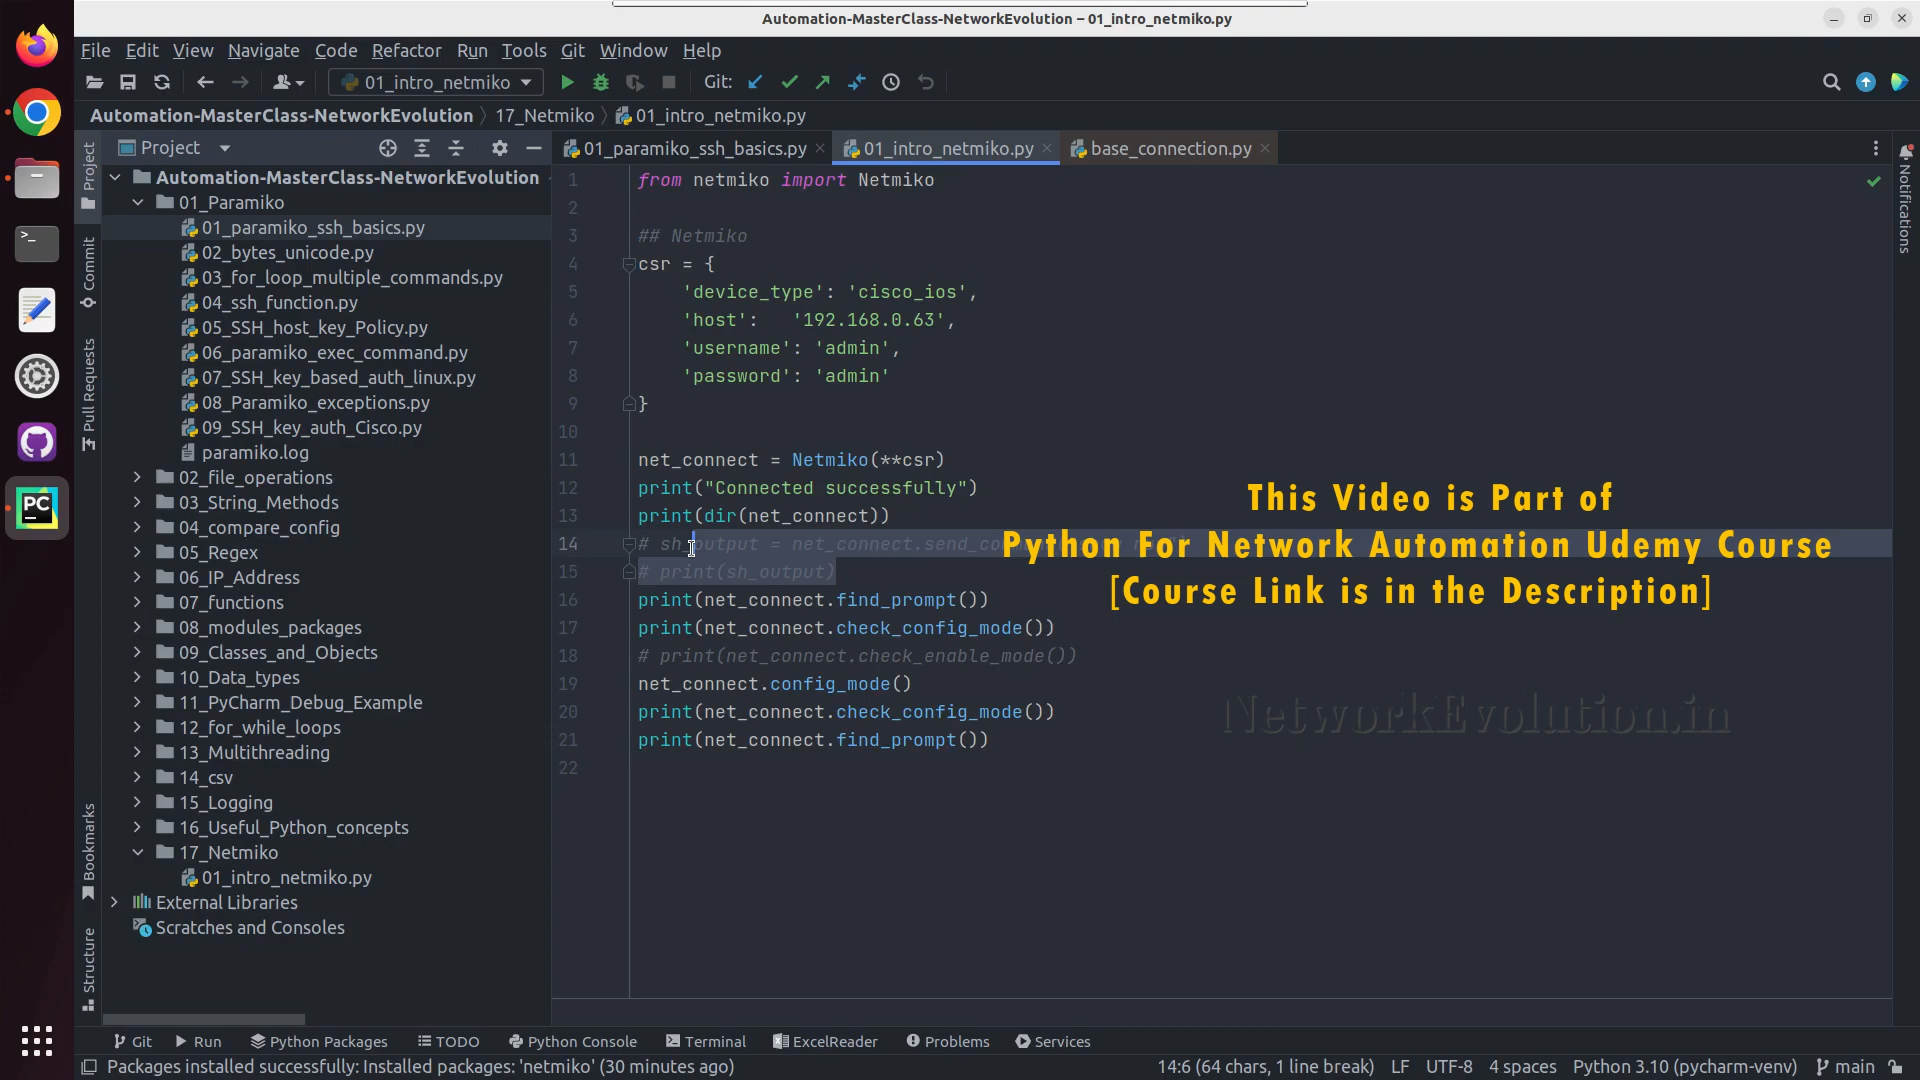 Automation-MasterClass-NetworkEvolution – 01_intro_netmiko.py
File Edit View Navigate Code Refactor Run Tools Git Window Help
01_intro_netmiko Git:
Automation-MasterClass-NetworkEvolution 17_Netmiko 01_intro_netmiko.py
Project
01_paramiko_ssh_basics.py 01_intro_netmiko.py base_connection.py
Project
Commit
Pull Requests
Bookmarks
Structure
Notifications
Automation-MasterClass-NetworkEvolution
01_Paramiko
01_paramiko_ssh_basics.py
02_bytes_unicode.py
03_for_loop_multiple_commands.py
04_ssh_function.py
05_SSH_host_key_Policy.py
06_paramiko_exec_command.py
07_SSH_key_based_auth_linux.py
08_Paramiko_exceptions.py
09_SSH_key_auth_Cisco.py
paramiko.log
02_file_operations
03_String_Methods
04_compare_config
05_Regex
06_IP_Address
07_functions
08_modules_packages
09_Classes_and_Objects
10_Data_types
11_PyCharm_Debug_Example
12_for_while_loops
13_Multithreading
14_csv
15_Logging
16_Useful_Python_concepts
17_Netmiko
01_intro_netmiko.py
External Libraries
Scratches and Consoles
1 from netmiko import Netmiko
2
3 ## Netmiko
4 csr = {
5 'device_type': 'cisco_ios',
6 'host': '192.168.0.63',
7 'username': 'admin',
8 'password': 'admin'
9 }
10
11 net_connect = Netmiko(**csr)
12 print("Connected successfully")
13 print(dir(net_connect))
14 # sh_output = net_connect.send_co
15 # print(sh_output)
16 print(net_connect.find_prompt())
17 print(net_connect.check_config_mode())
18 # print(net_connect.check_enable_mode())
19 net_connect.config_mode()
20 print(net_connect.check_config_mode())
21 print(net_connect.find_prompt())
22
This Video is Part of
Python For Network Automation Udemy Course
[Course Link is in the Description]
NetworkEvolution.in
Git Run Python Packages TODO Python Console Terminal ExcelReader Problems Services
Packages installed successfully: Installed packages: 'netmiko' (30 minutes ago) 14:6 (64 chars, 1 line break) LF UTF-8 4 spaces Python 3.10 (pycharm-venv) main
PC